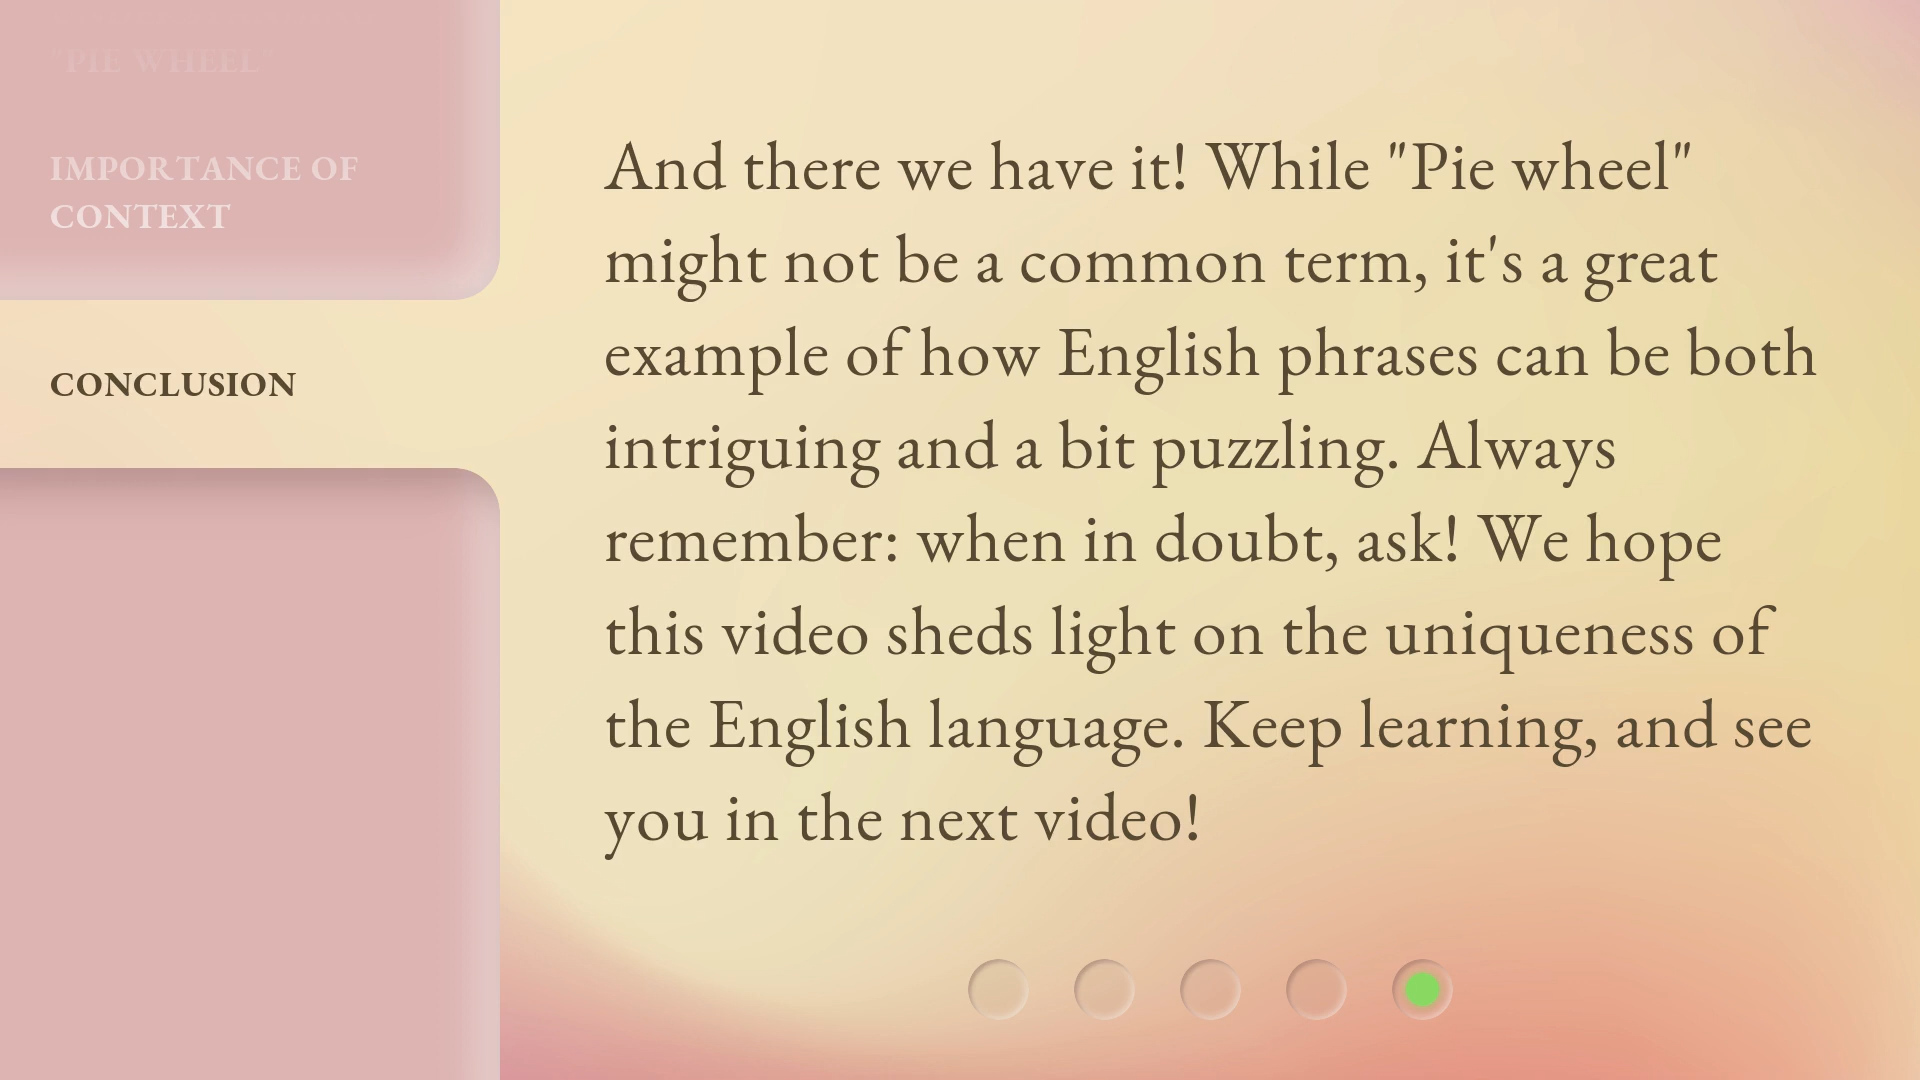 "PIE WHEEL"
IMPORTANCE OF
CONTEXT
CONCLUSION
And there we have it! While "Pie wheel"
might not be a common term, it's a great
example of how English phrases can be both
intriguing and a bit puzzling. Always
remember: when in doubt, ask! We hope
this video sheds light on the uniqueness of
the English language. Keep learning, and see
you in the next video!